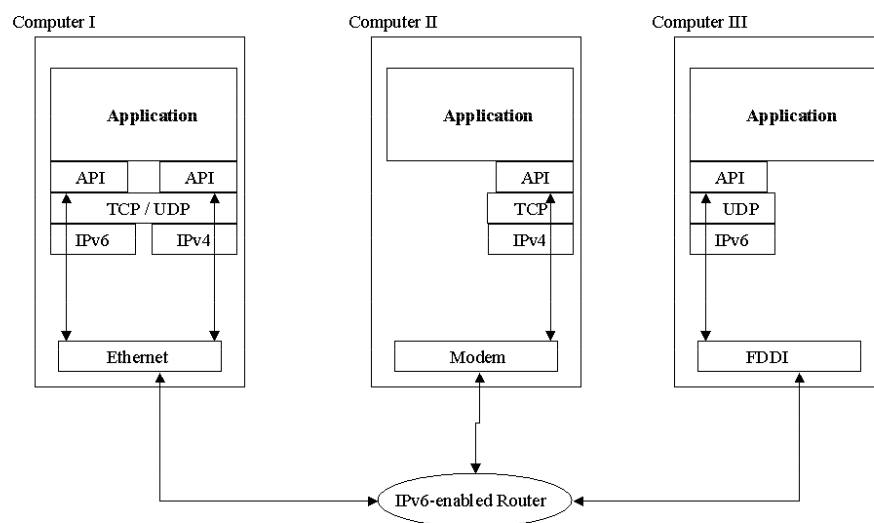 Computer I
Computer II
Computer III
Application
Application
Application
API
API
API
API
TCP / UDP
TCP
UDP
IPv6
IPv4
IPv4
IPv6
Ethernet
Modem
FDDI
IPv6-enabled Router